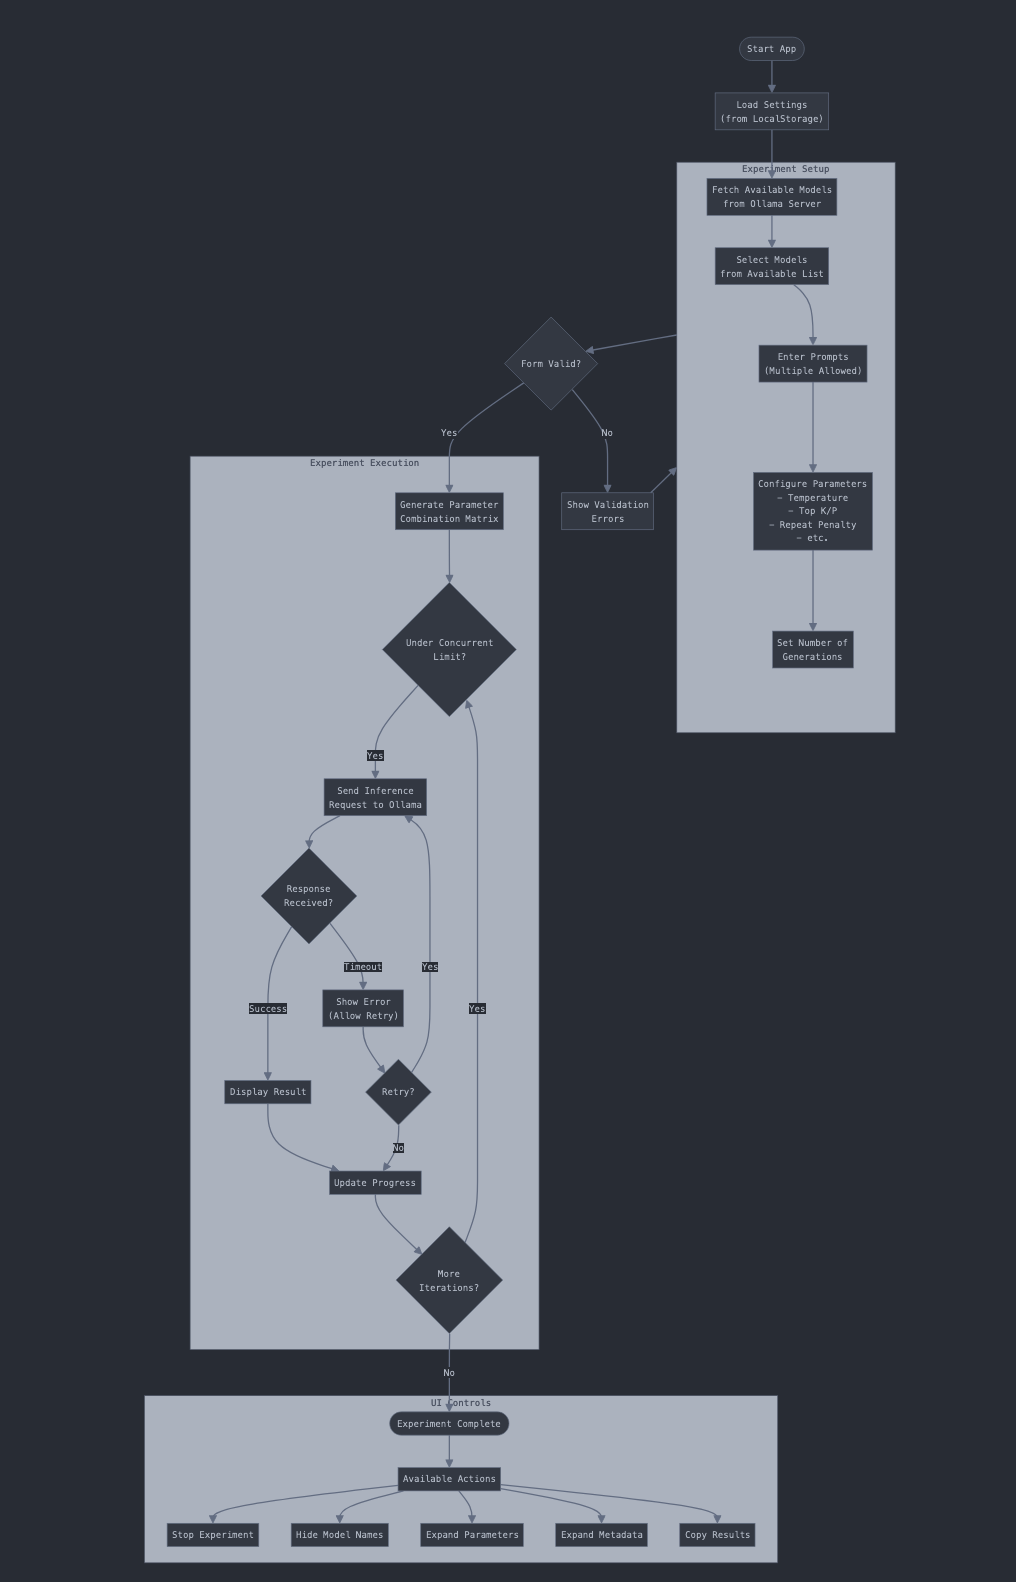 Start App
Load Settings
(from LocalStorage)
Experiment Setup
Fetch Available Models
from Ollama Server
Select Models
from Available List
Form Valid?
Enter Prompts
(Multiple Allowed)
Yes
No
Experiment Execution
Generate Parameter
Combination Matrix
Show Validation
Errors
Configure Parameters
- Temperature
- Top K/P
- Repeat Penalty
- etc.
Under Concurrent
Limit?
Set Number of
Generations
Yes
Send Inference
Request to Ollama
Response
Received?
Timeout
Yes
Success
Show Error
(Allow Retry)
Yes
Display Result
Retry?
No
Update Progress
More
Iterations?
No
UI Controls
Experiment Complete
Available Actions
Stop Experiment
Hide Model Names
Expand Parameters
Expand Metadata
Copy Results